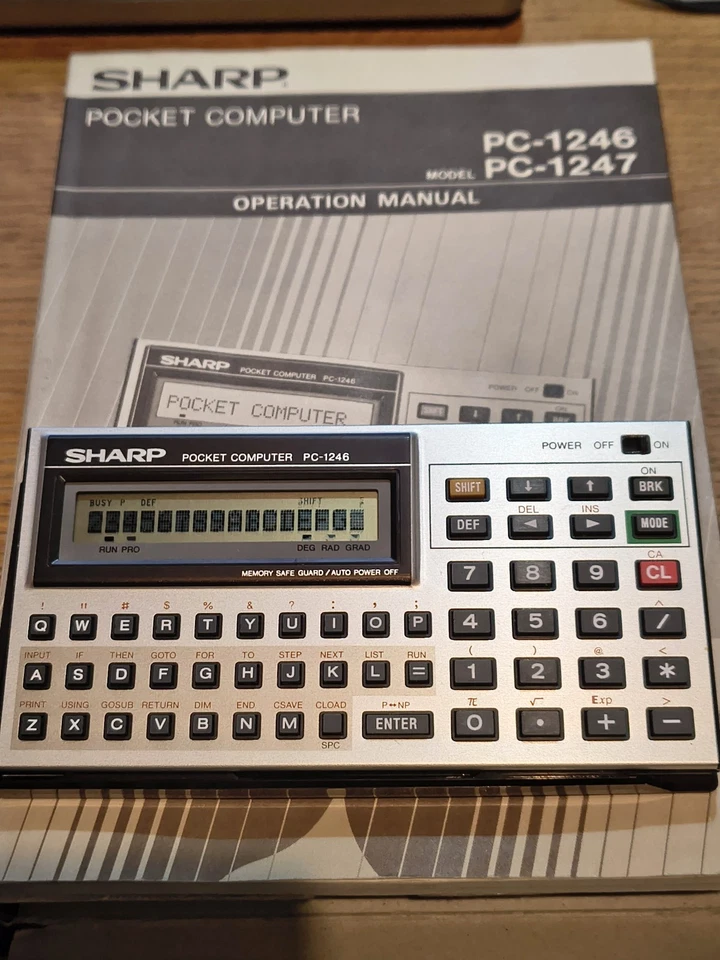 SHARP
POCKET COMPUTER
PC-1246
MODEL PC-1247
OPERATION MANUAL
SHARP POCKET COMPUTER PC-1246
POWER OFF ON
POCKET COMPUTER
SHIFT ↓ ↑
SHARP POCKET COMPUTER PC-1246
POWER OFF ON
BUSY P DEF SHIFT
RUN PRO DEG RAD GRAD
MEMORY SAFE GUARD / AUTO POWER OFF
ON
SHIFT ↓ ↑ BRK
DEL INS
DEF ◄ ► MODE
CA
7 8 9 CL
^
4 5 6 /
( ) @ <
1 2 3 *
π √ Exp >
0 • + −
! " # $ % & ? : , ;
Q W E R T Y U I O P
INPUT IF THEN GOTO FOR TO STEP NEXT LIST RUN
A S D F G H J K L =
PRINT USING GOSUB RETURN DIM END CSAVE CLOAD P↔NP
Z X C V B N M ENTER
SPC